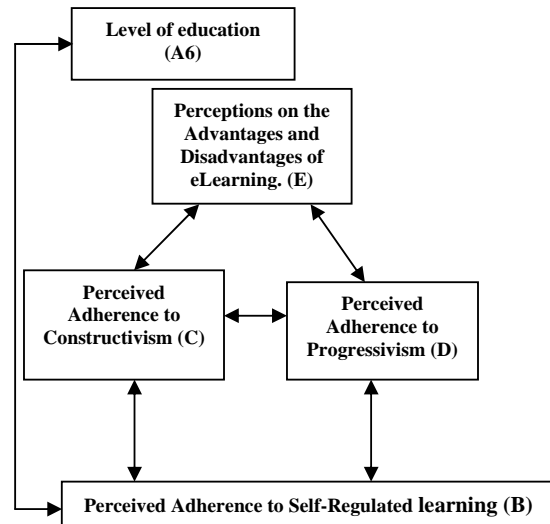 Level of education
(A6)
Perceptions on the
Advantages and
Disadvantages of
eLearning. (E)
Perceived
Adherence to
Constructivism (C)
Perceived
Adherence to
Progressivism (D)
Perceived Adherence to Self-Regulated learning (B)